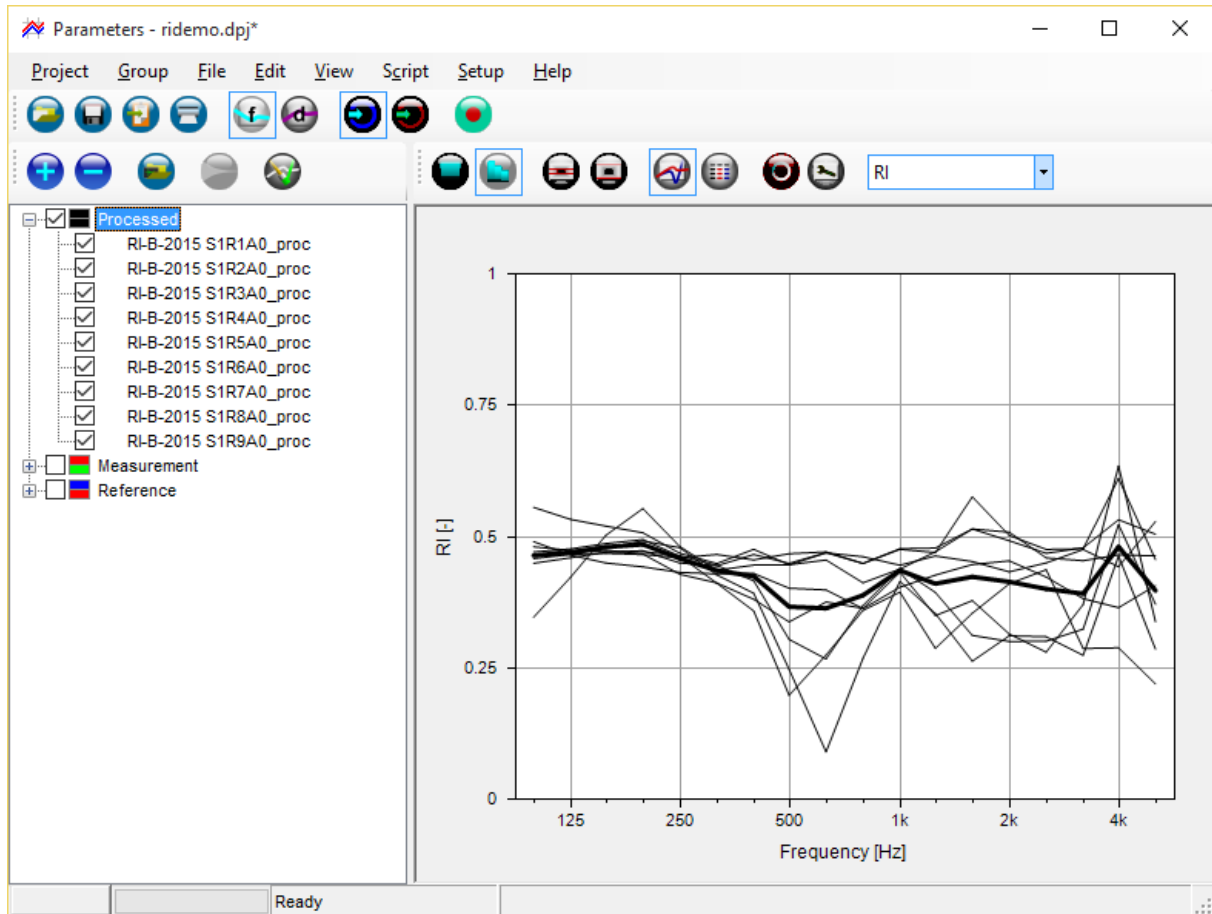 Parameters - ridemo.dpj*
Project Group File Edit View Script Setup Help
f d
RI
Processed
RI-B-2015 S1R1A0_proc
RI-B-2015 S1R2A0_proc
RI-B-2015 S1R3A0_proc
RI-B-2015 S1R4A0_proc
RI-B-2015 S1R5A0_proc
RI-B-2015 S1R6A0_proc
RI-B-2015 S1R7A0_proc
RI-B-2015 S1R8A0_proc
RI-B-2015 S1R9A0_proc
Measurement
Reference
1
0.75
0.5
0.25
0
RI [-]
125 250 500 1k 2k 4k
Frequency [Hz]
Ready